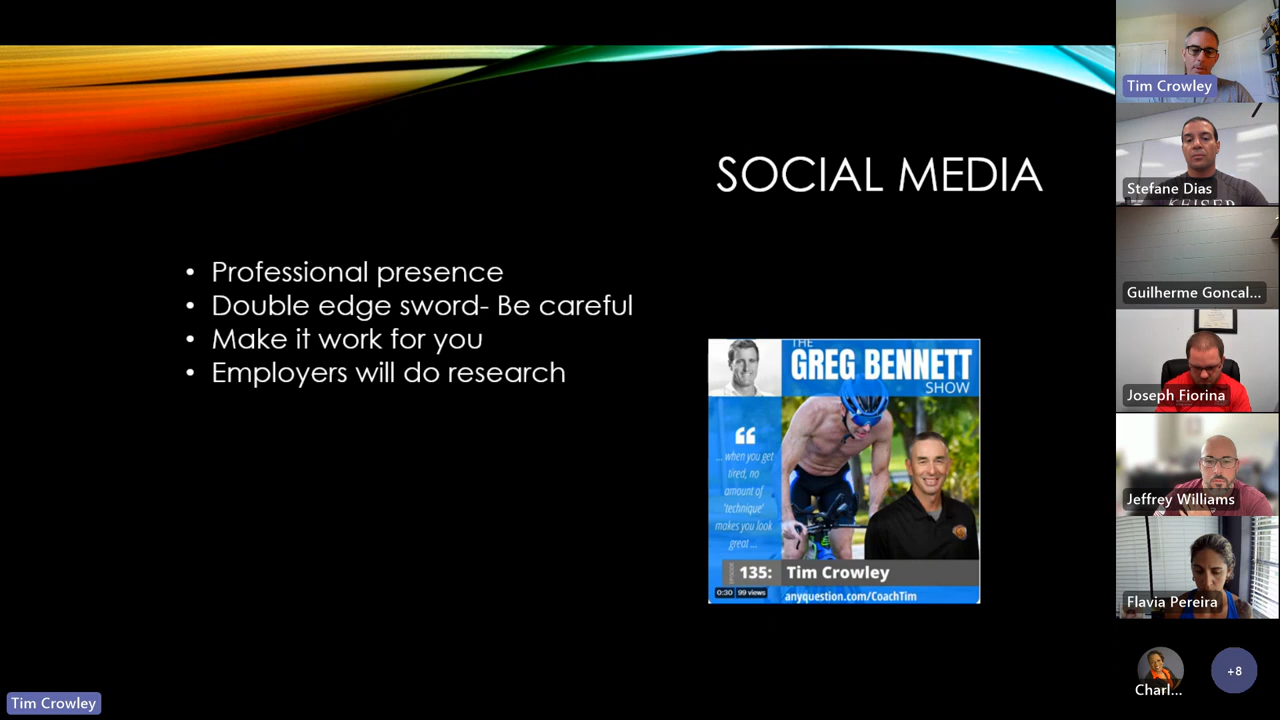 SOCIAL MEDIA
• Professional presence
• Double edge sword- Be careful
• Make it work for you
• Employers will do research
THE
GREG BENNETT
SHOW
“
... when you get
tired, no
amount of
'technique'
makes you look
great ...
EPISODE
135: Tim Crowley
0:30 99 views
anyquestion.com/CoachTim
Tim Crowley
Tim Crowley
Stefane Dias
KEISER
Guilherme Goncal...
Joseph Fiorina
Jeffrey Williams
Flavia Pereira
Charl...
+8